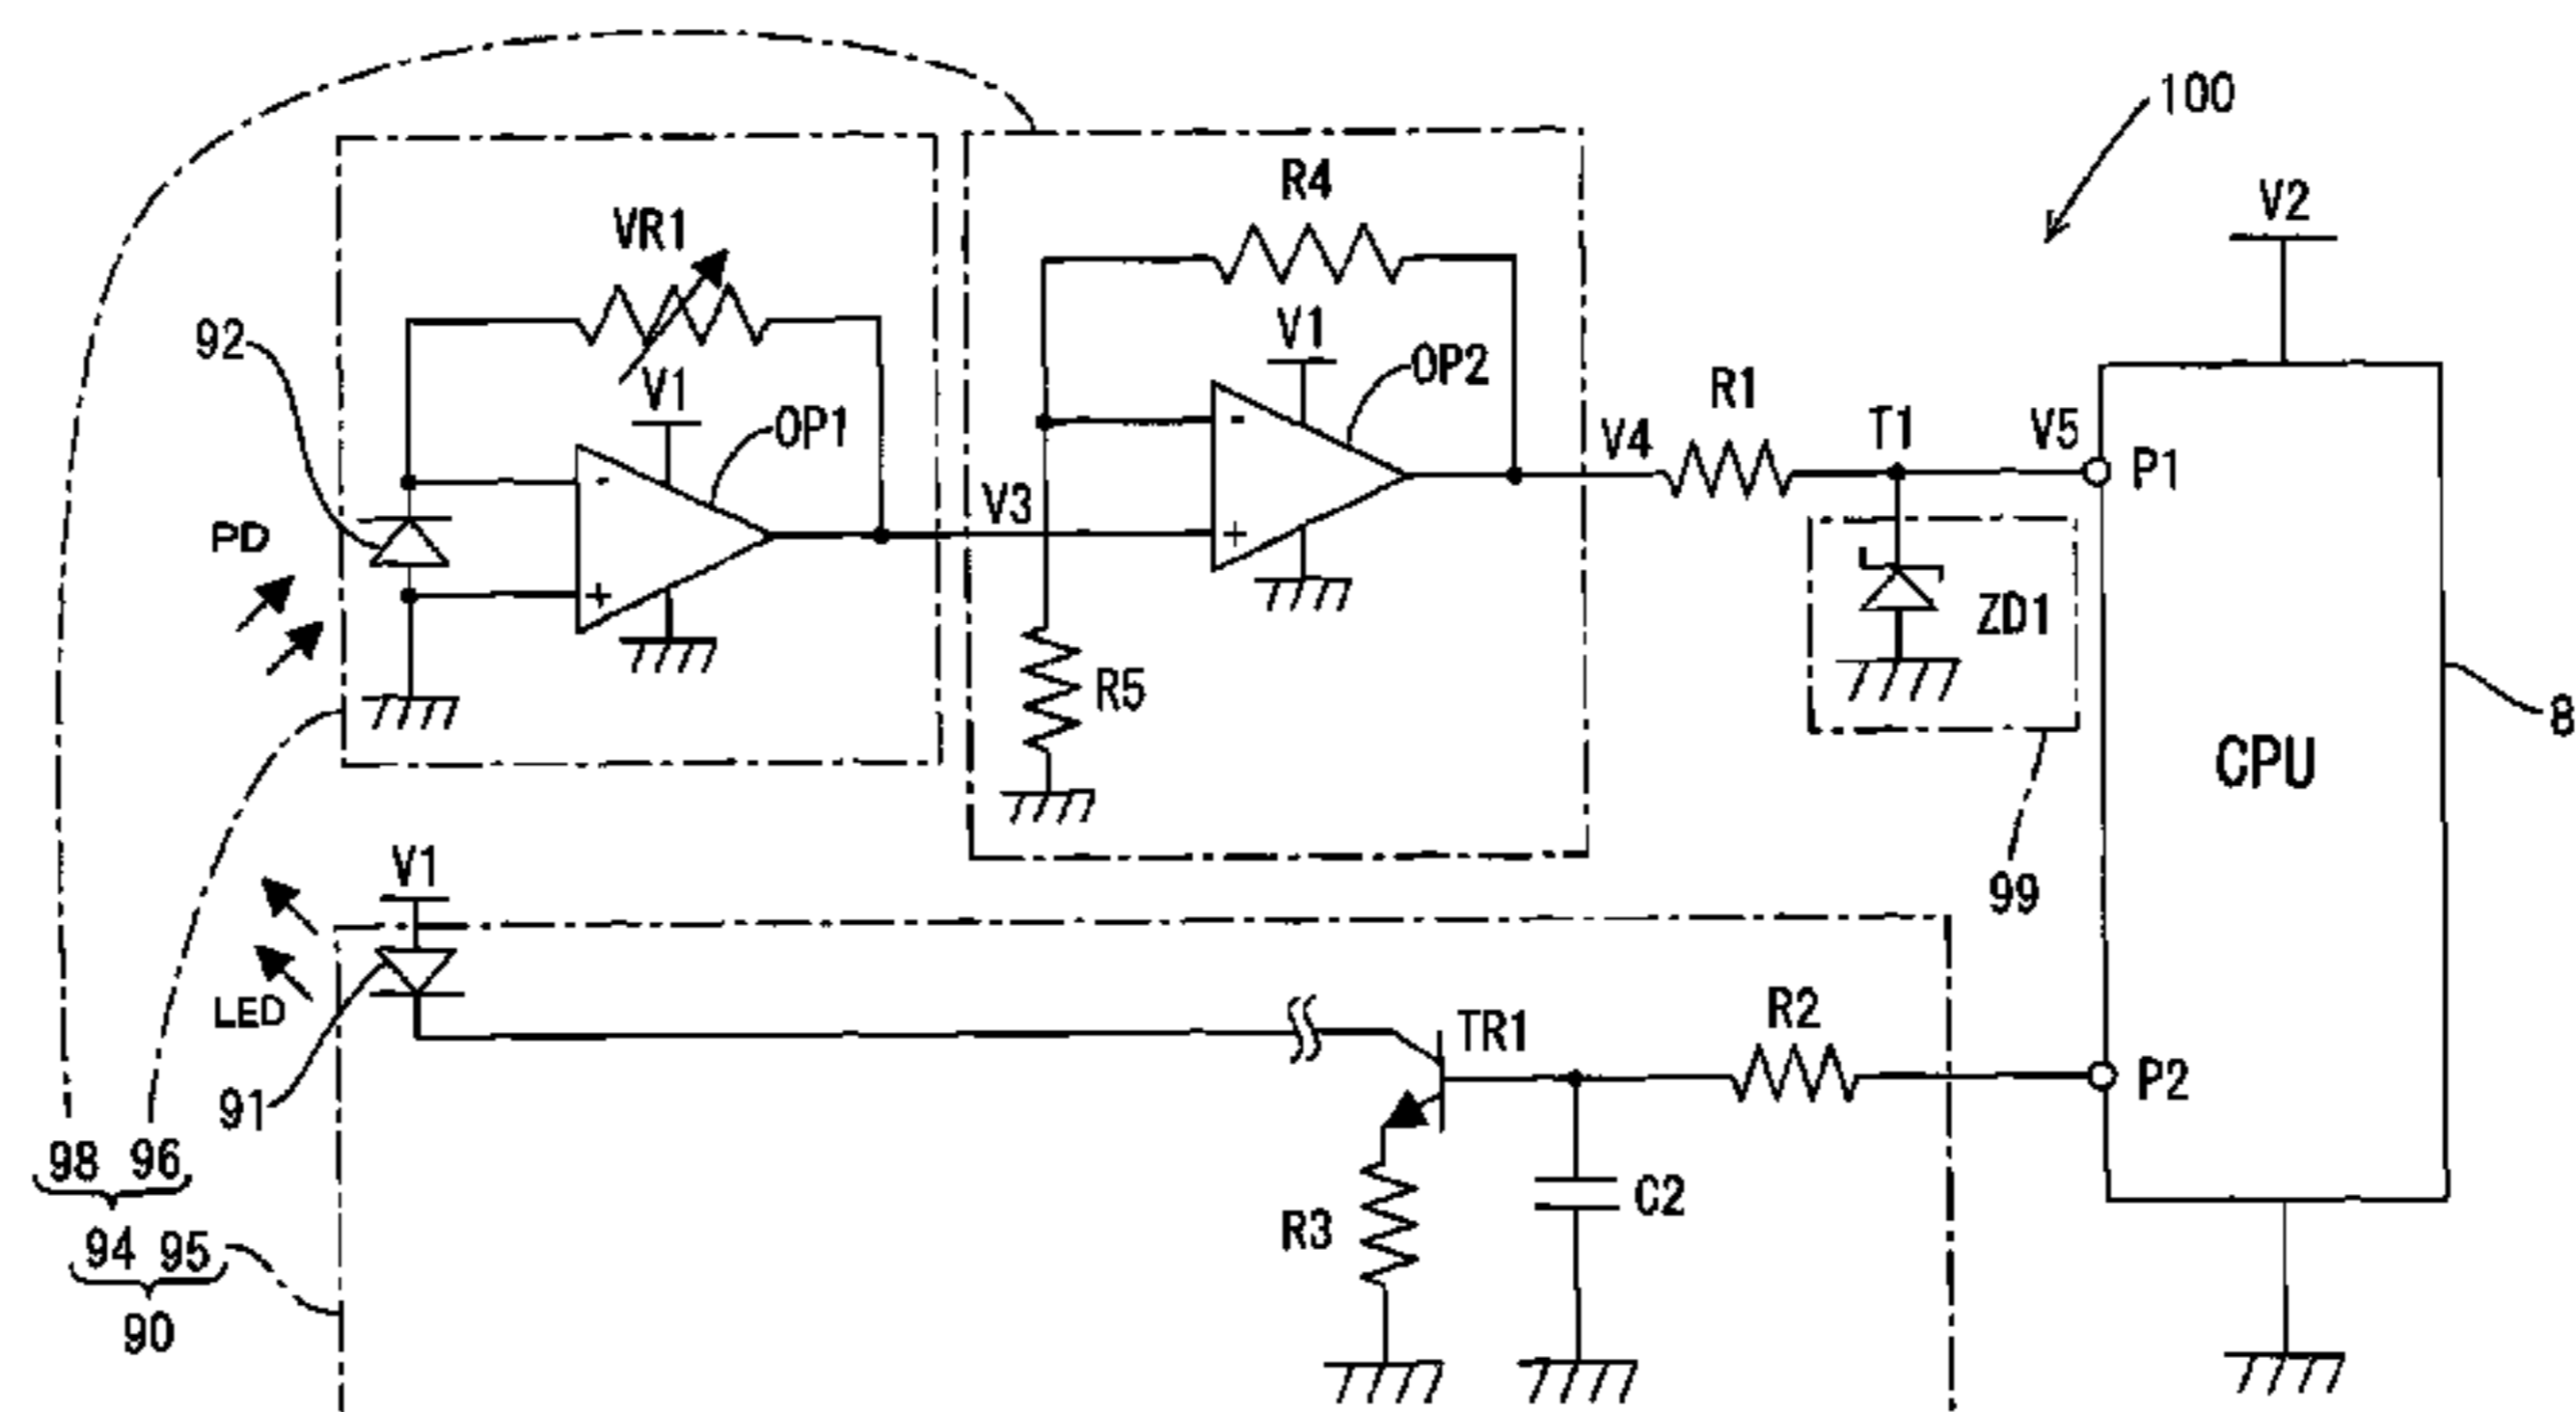 100
R4
V2
VR1
92
V1
OP2
V1
OP1
R1
T1
V5
V4
P1
-
-
V3
PD
+
+
ZD1
R5
8
CPU
V1
99
LED
TR1
R2
P2
91
98 96
C2
R3
94 95
90